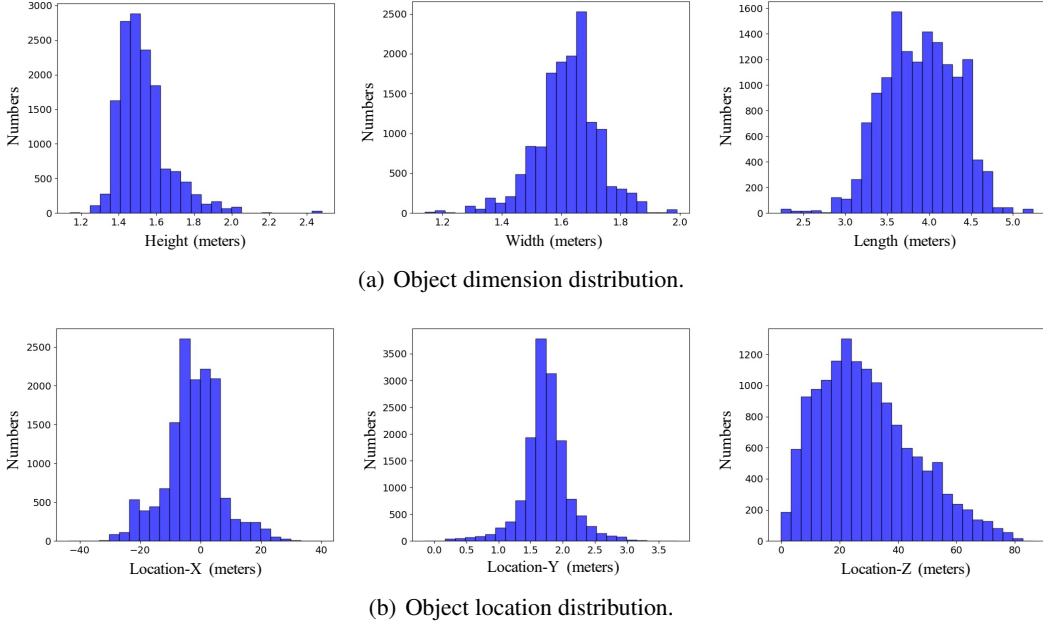 3000
2500
2000
1500
1000
500
0
Numbers
1.2 1.4 1.6 1.8 2.0 2.2 2.4
Height (meters)
2500
2000
1500
1000
500
0
Numbers
1.2 1.4 1.6 1.8 2.0
Width (meters)
1600
1400
1200
1000
800
600
400
200
0
Numbers
2.5 3.0 3.5 4.0 4.5 5.0
Length (meters)
(a) Object dimension distribution.
2500
2000
1500
1000
500
0
Numbers
−40 −20 0 20 40
Location-X (meters)
3500
3000
2500
2000
1500
1000
500
0
Numbers
0.0 0.5 1.0 1.5 2.0 2.5 3.0 3.5
Location-Y (meters)
1200
1000
800
600
400
200
0
Numbers
0 20 40 60 80
Location-Z (meters)
(b) Object location distribution.